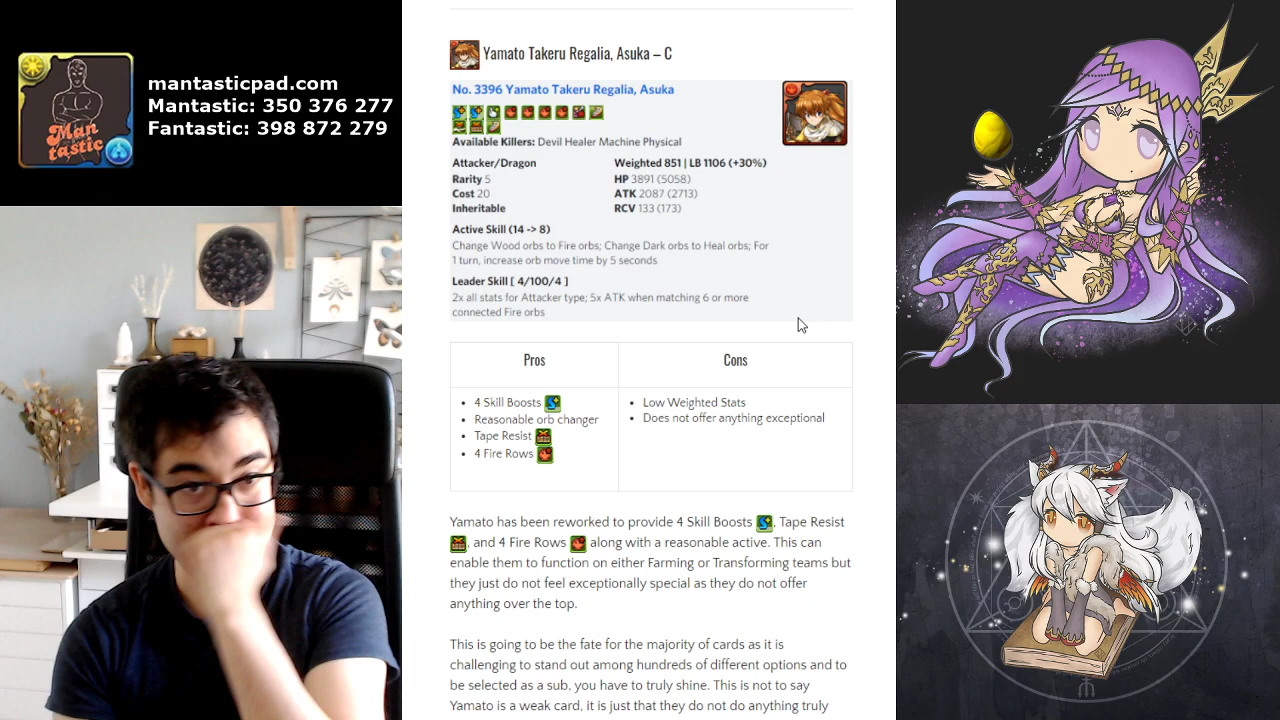 Man
tastic
mantasticpad.com
Mantastic: 350 376 277
Fantastic: 398 872 279
Yamato Takeru Regalia, Asuka – C
No. 3396 Yamato Takeru Regalia, Asuka
Available Killers: Devil Healer Machine Physical
Attacker/Dragon
Rarity 5
Cost 20
Inheritable
Weighted 851 | LB 1106 (+30%)
HP 3891 (5058)
ATK 2087 (2713)
RCV 133 (173)
Active Skill (14 -> 8)
Change Wood orbs to Fire orbs; Change Dark orbs to Heal orbs; For
1 turn, increase orb move time by 5 seconds
Leader Skill [ 4/100/4 ]
2x all stats for Attacker type; 5x ATK when matching 6 or more
connected Fire orbs
Pros
4 Skill Boosts
Reasonable orb changer
Tape Resist
4 Fire Rows
Cons
Low Weighted Stats
Does not offer anything exceptional
Yamato has been reworked to provide 4 Skill Boosts , Tape Resist
, and 4 Fire Rows along with a reasonable active. This can
enable them to function on either Farming or Transforming teams but
they just do not feel exceptionally special as they do not offer
anything over the top.
This is going to be the fate for the majority of cards as it is
challenging to stand out among hundreds of different options and to
be selected as a sub, you have to truly shine. This is not to say
Yamato is a weak card, it is just that they do not do anything truly